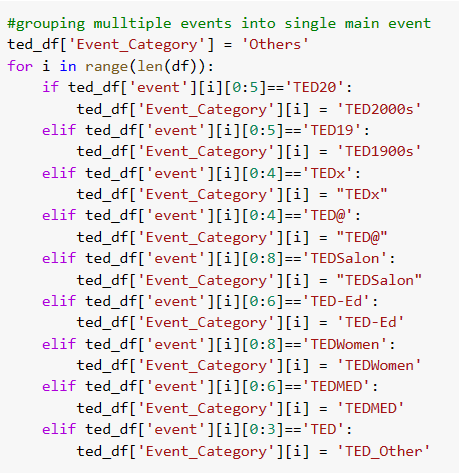 #grouping mulltiple events into single main event
ted_df['Event_Category'] = 'Others'
for i in range(len(df)):
    if ted_df['event'][i][0:5]=='TED20':
        ted_df['Event_Category'][i] = 'TED2000s'
    elif ted_df['event'][i][0:5]=='TED19':
        ted_df['Event_Category'][i] = 'TED1900s'
    elif ted_df['event'][i][0:4]=='TEDx':
        ted_df['Event_Category'][i] = "TEDx"
    elif ted_df['event'][i][0:4]=='TED@':
        ted_df['Event_Category'][i] = "TED@"
    elif ted_df['event'][i][0:8]=='TEDSalon':
        ted_df['Event_Category'][i] = "TEDSalon"
    elif ted_df['event'][i][0:6]=='TED-Ed':
        ted_df['Event_Category'][i] = 'TED-Ed'
    elif ted_df['event'][i][0:8]=='TEDWomen':
        ted_df['Event_Category'][i] = 'TEDWomen'
    elif ted_df['event'][i][0:6]=='TEDMED':
        ted_df['Event_Category'][i] = 'TEDMED'
    elif ted_df['event'][i][0:3]=='TED':
        ted_df['Event_Category'][i] = 'TED_Other'